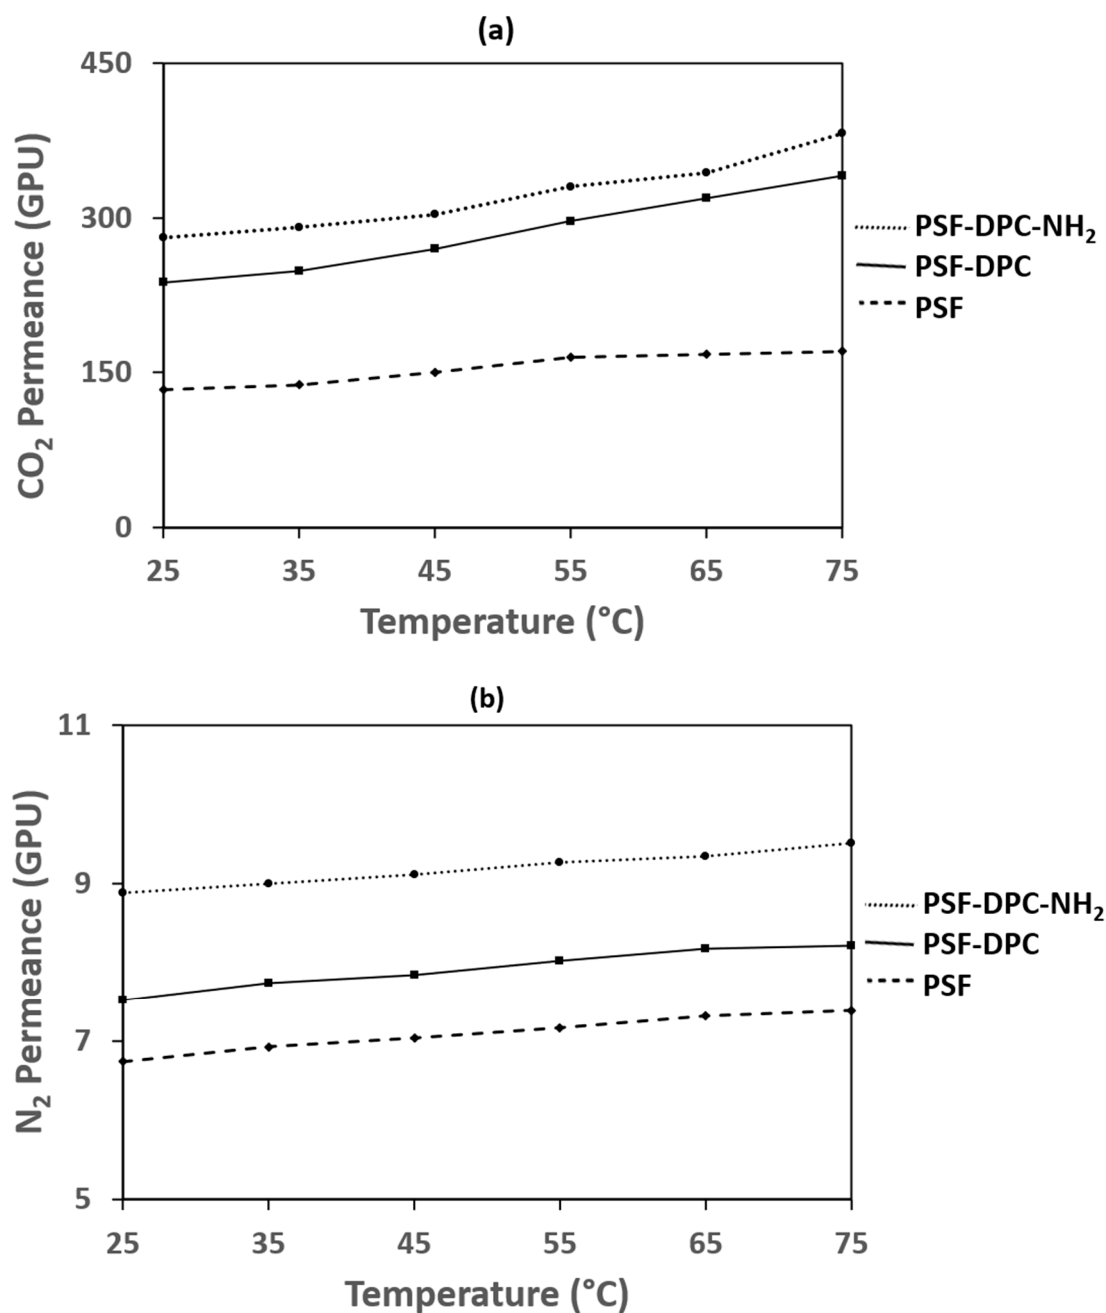 (a)
450
300
150
0
CO₂ Permeance (GPU)
25 35 45 55 65 75
Temperature (°C)
PSF-DPC-NH₂
PSF-DPC
PSF
(b)
11
9
7
5
N₂ Permeance (GPU)
25 35 45 55 65 75
Temperature (°C)
PSF-DPC-NH₂
PSF-DPC
PSF